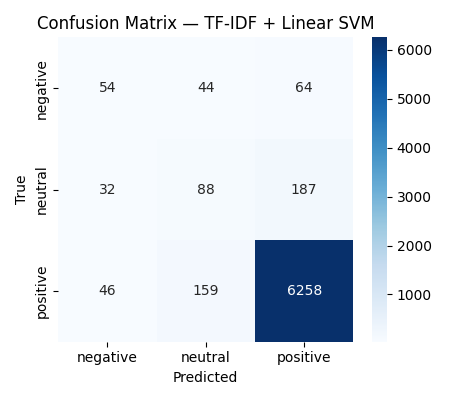 Confusion Matrix — TF-IDF + Linear SVM
True
negative 54 44 64
neutral 32 88 187
positive 46 159 6258
negative neutral positive
Predicted
6000
5000
4000
3000
2000
1000